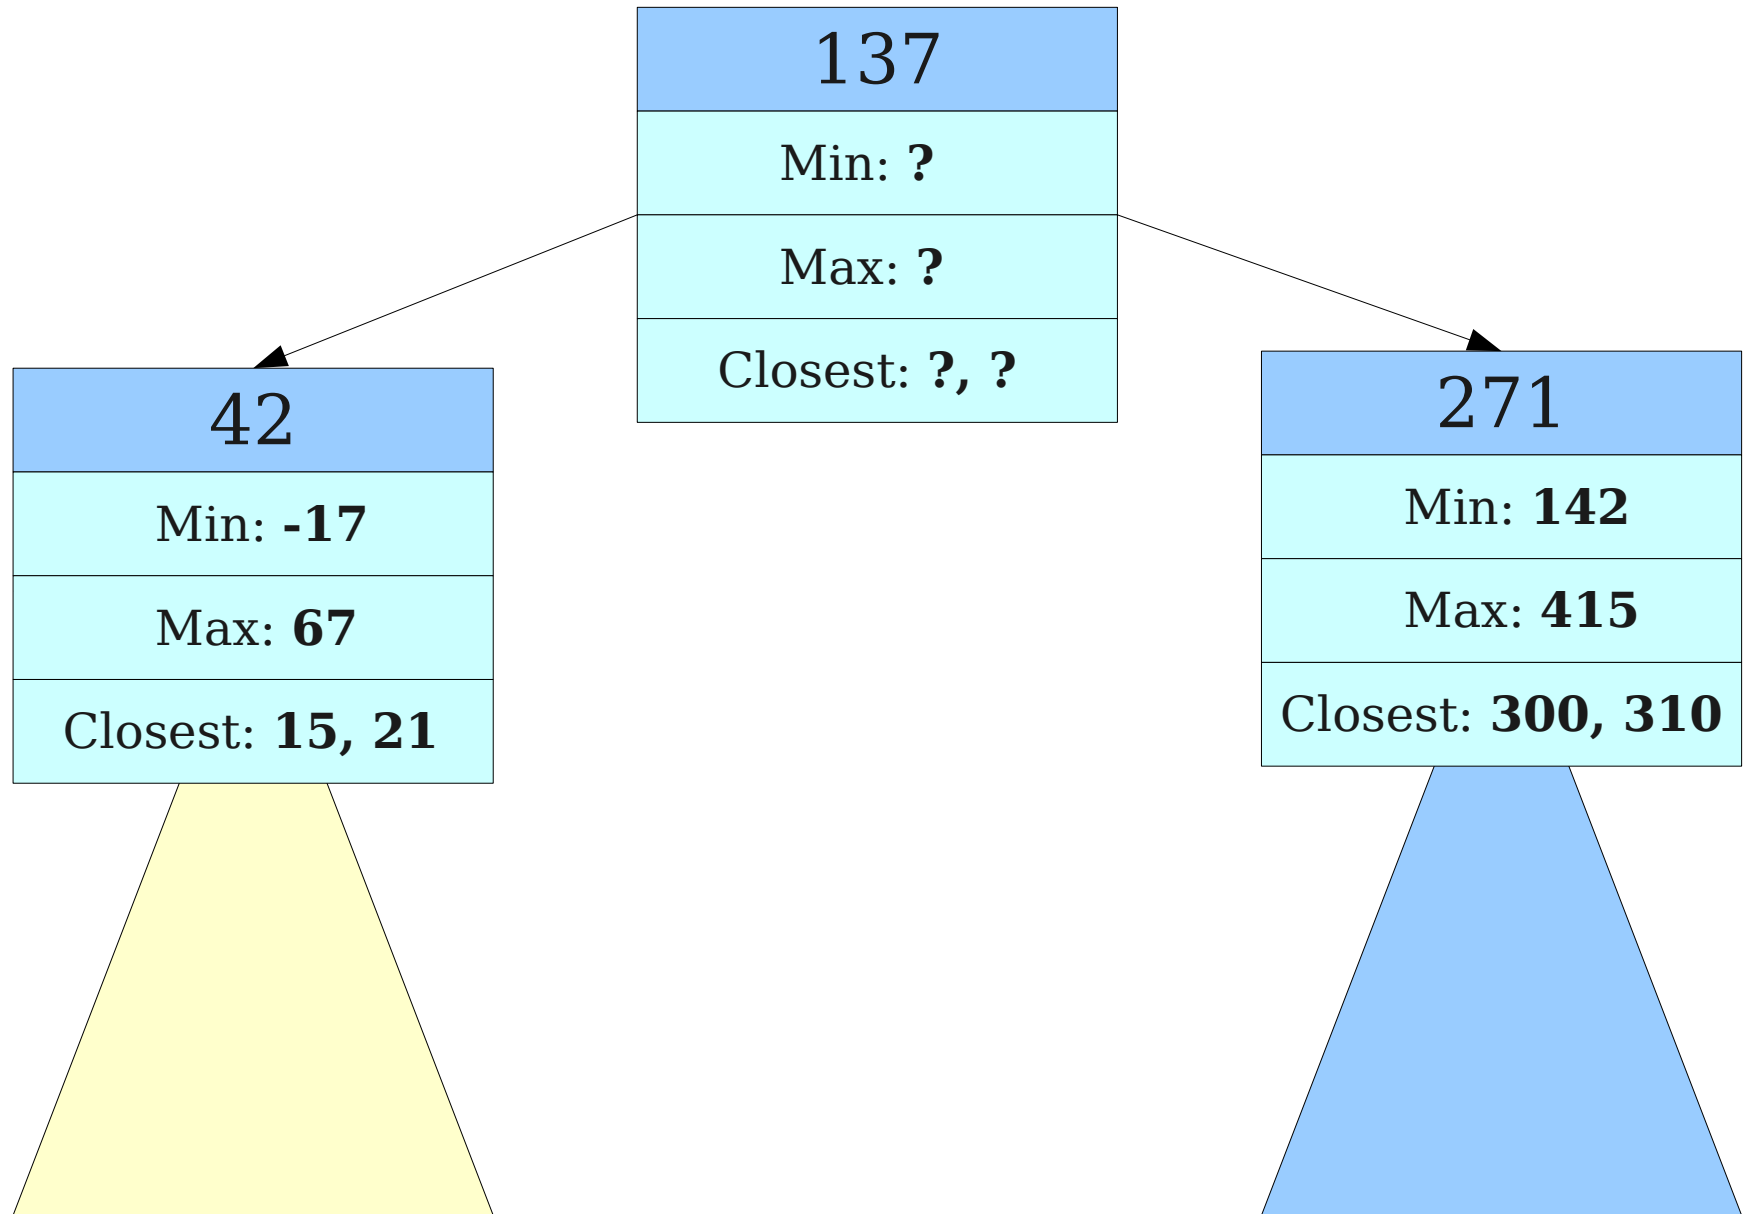 137
Min: ?
Max: ?
Closest: ?, ?
42
Min: -17
Max: 67
Closest: 15, 21
271
Min: 142
Max: 415
Closest: 300, 310